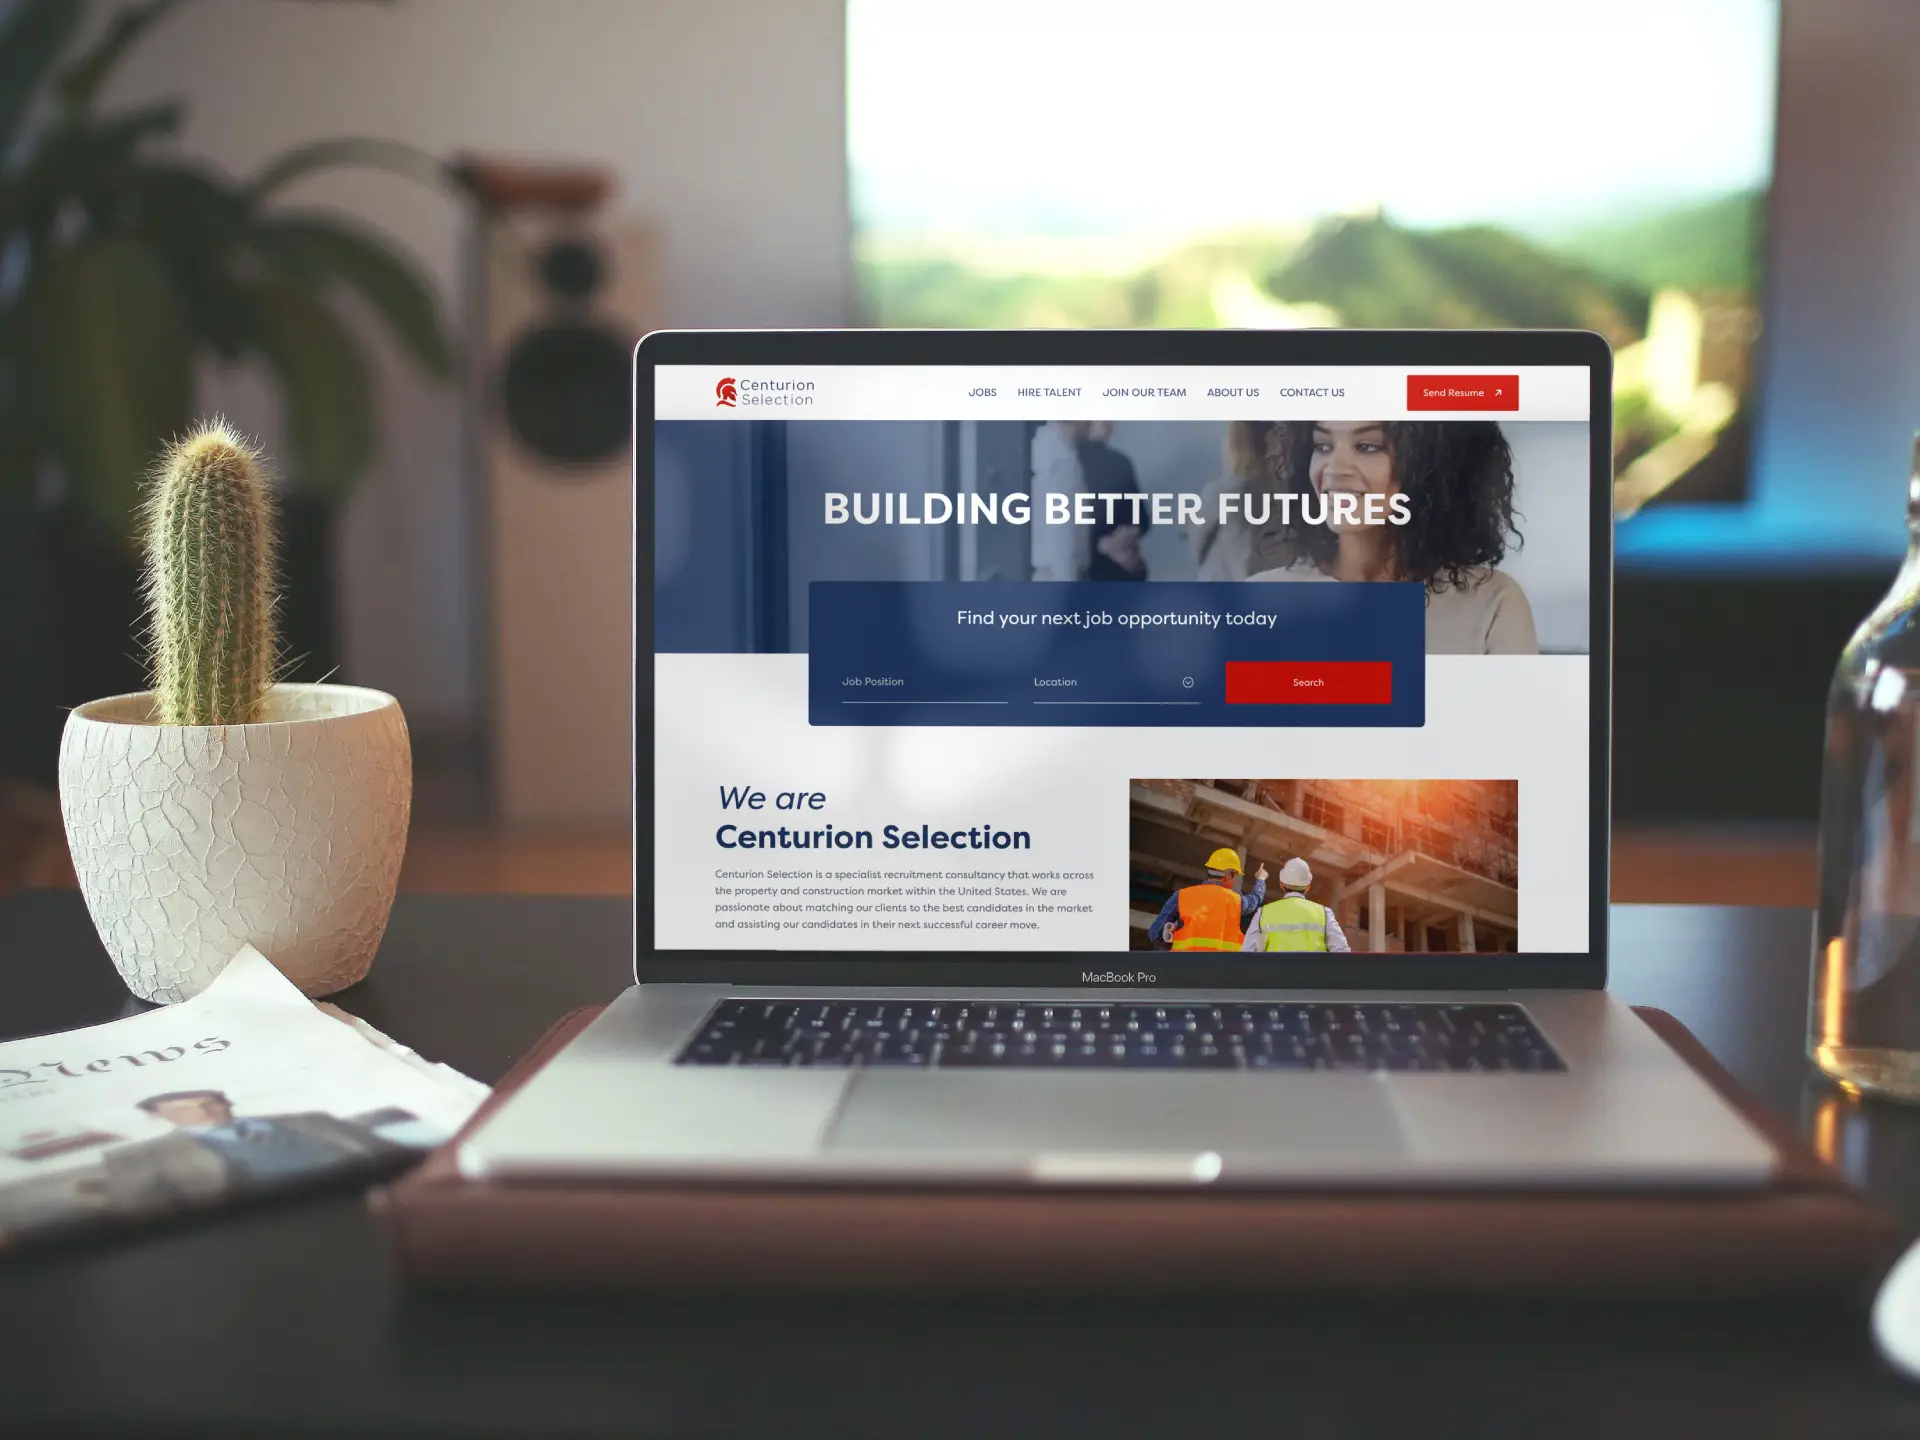 Centurion
Selection
JOBS
HIRE TALENT
JOIN OUR TEAM
ABOUT US
CONTACT US
Send Resume
BUILDING BETTER FUTURES
Find your next job opportunity today
Job Position
Location
Search
We are
Centurion Selection
Centurion Selection is a specialist recruitment consultancy that works across
the property and construction market within the United States. We are
passionate about matching our clients to the best candidates in the market
and assisting our candidates in their next successful career move.
MacBook Pro
News